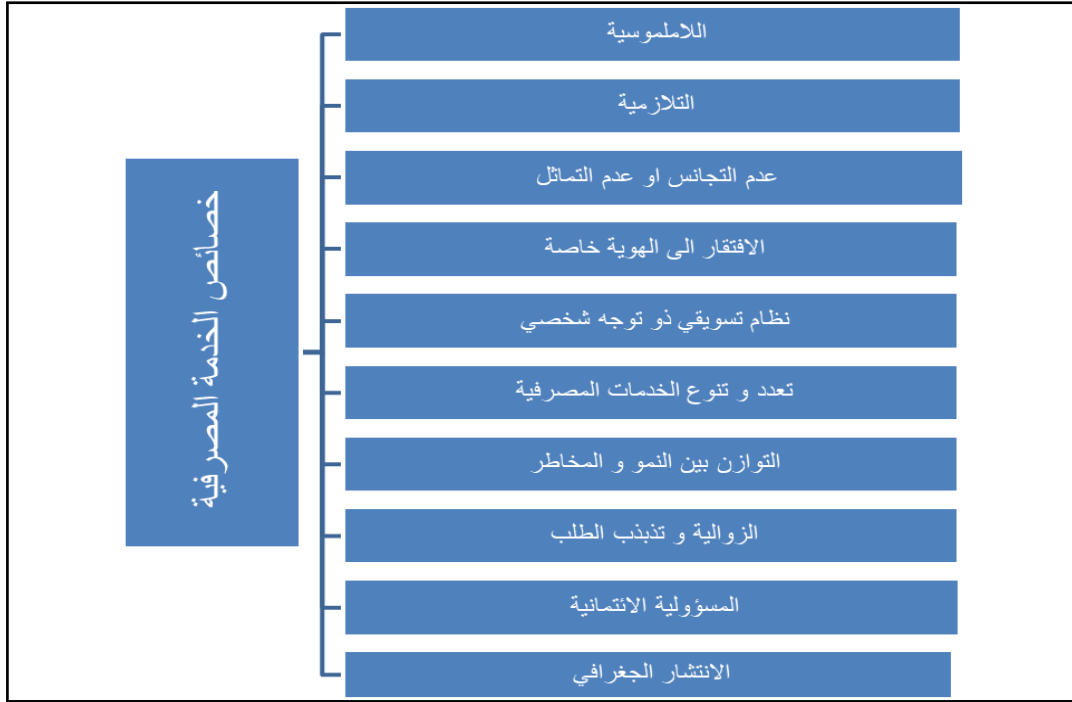 خصائص الخدمة المصرفية
اللاملموسية
التلازمية
عدم التجانس او عدم التماثل
الافتقار الى الهوية خاصة
نظام تسويقي ذو توجه شخصي
تعدد و تنوع الخدمات المصرفية
التوازن بين النمو و المخاطر
الزوالية و تذبذب الطلب
المسؤولية الائتمانية
الانتشار الجغرافي